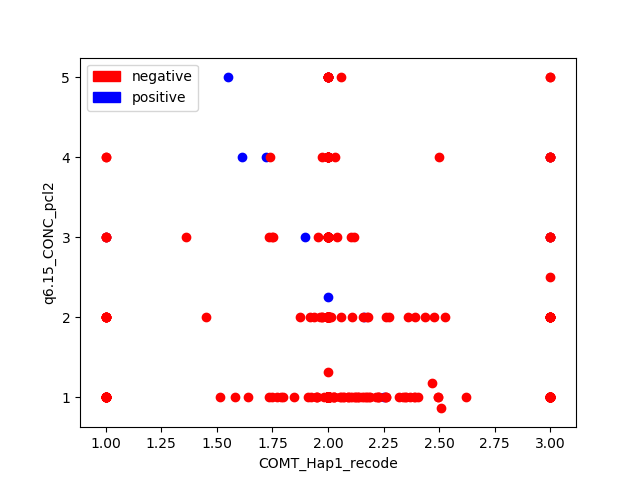 negative
positive
5
4
3
2
1
q6.15_CONC_pcl2
1.00 1.25 1.50 1.75 2.00 2.25 2.50 2.75 3.00
COMT_Hap1_recode